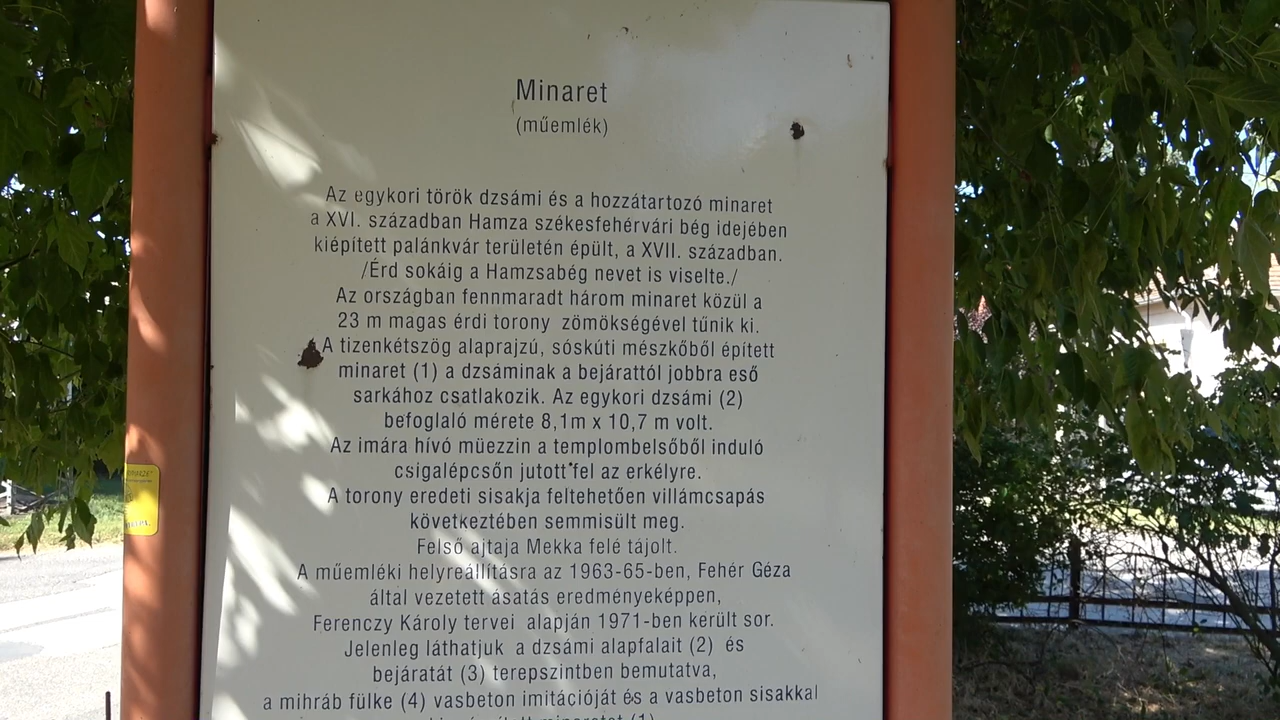 Minaret
(műemlék)
Az egykori török dzsámi és a hozzátartozó minaret
a XVI. században Hamza székesfehérvári bég idejében
kiépített palánkvár területén épült, a XVII. században.
/Érd sokáig a Hamzsabég nevet is viselte./
Az országban fennmaradt három minaret közül a
23 m magas érdi torony zömökségével tűnik ki.
A tizenkétszög alaprajzú, sóskúti mészkőből épített
minaret (1) a dzsáminak a bejárattól jobbra eső
sarkához csatlakozik. Az egykori dzsámi (2)
befoglaló mérete 8,1m x 10,7 m volt.
Az imára hívó müezzin a templombelsőből induló
csigalépcsőn jutott fel az erkélyre.
A torony eredeti sisakja feltehetően villámcsapás
következtében semmisült meg.
Felső ajtaja Mekka felé tájolt.
A műemléki helyreállításra az 1963-65-ben, Fehér Géza
által vezetett ásatás eredményeképpen,
Ferenczy Károly tervei alapján 1971-ben került sor.
Jelenleg láthatjuk a dzsámi alapfalait (2) és
bejáratát (3) terepszintben bemutatva,
a mihráb fülke (4) vasbeton imitációját és a vasbeton sisakkal
minaretet (1)